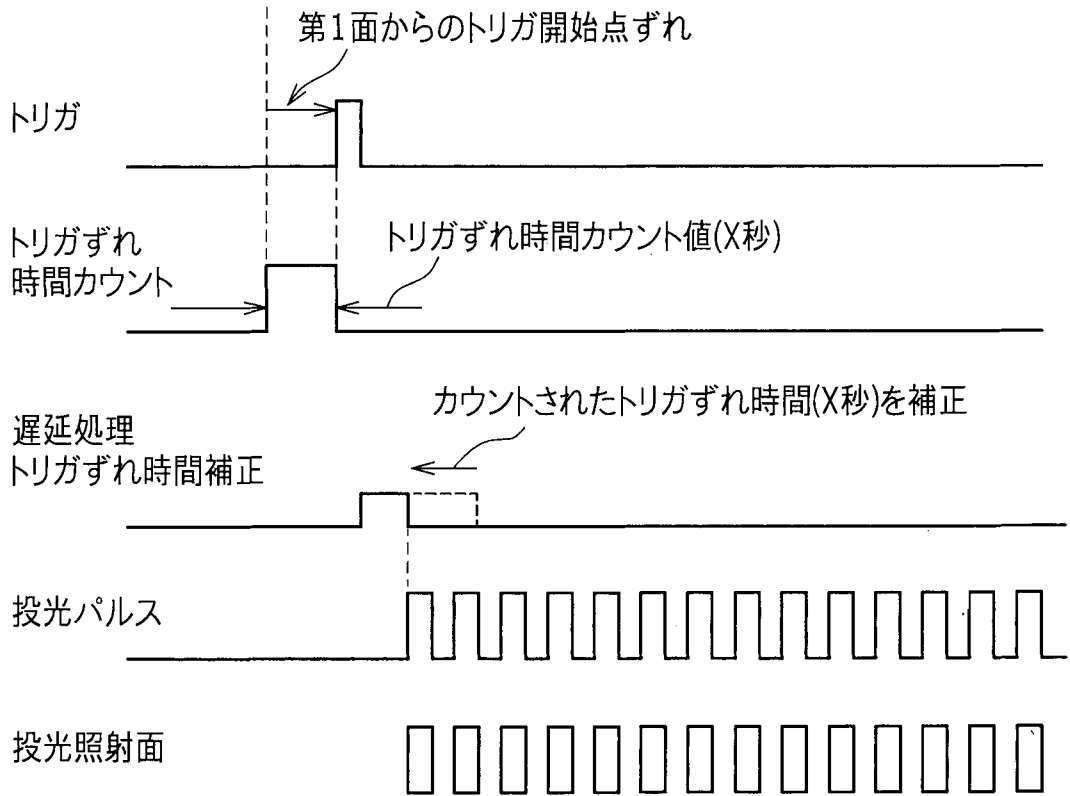 第1面からのトリガ開始点ずれ
トリガ
トリガずれ
時間カウント
トリガずれ時間カウント値(X秒)
カウントされたトリガずれ時間(X秒)を補正
遅延処理
トリガずれ時間補正
投光パルス
投光照射面